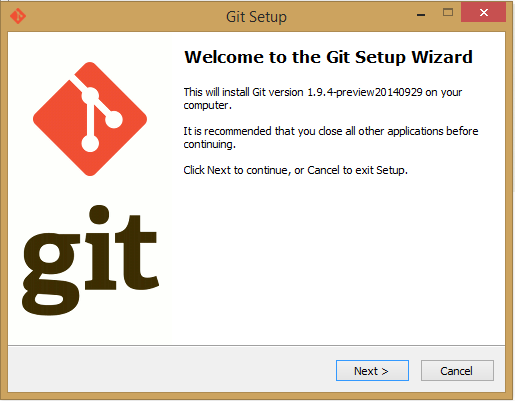 Git Setup
Welcome to the Git Setup Wizard
This will install Git version 1.9.4-preview20140929 on your
computer.
It is recommended that you close all other applications before
continuing.
Click Next to continue, or Cancel to exit Setup.
git
Next >
Cancel